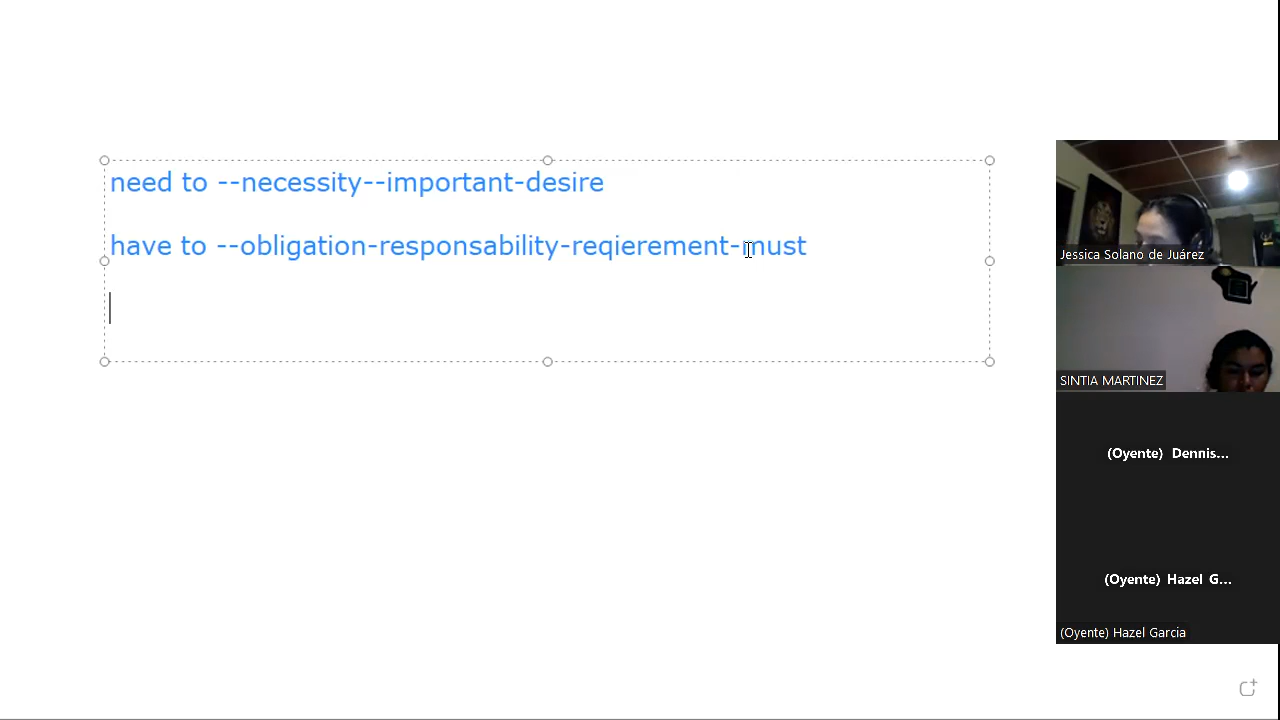 need to --necessity--important-desire
have to --obligation-responsability-reqierement-must
Jessica Solano de Juárez
SINTIA MARTINEZ
(Oyente) Dennis...
(Oyente) Hazel G...
(Oyente) Hazel Garcia